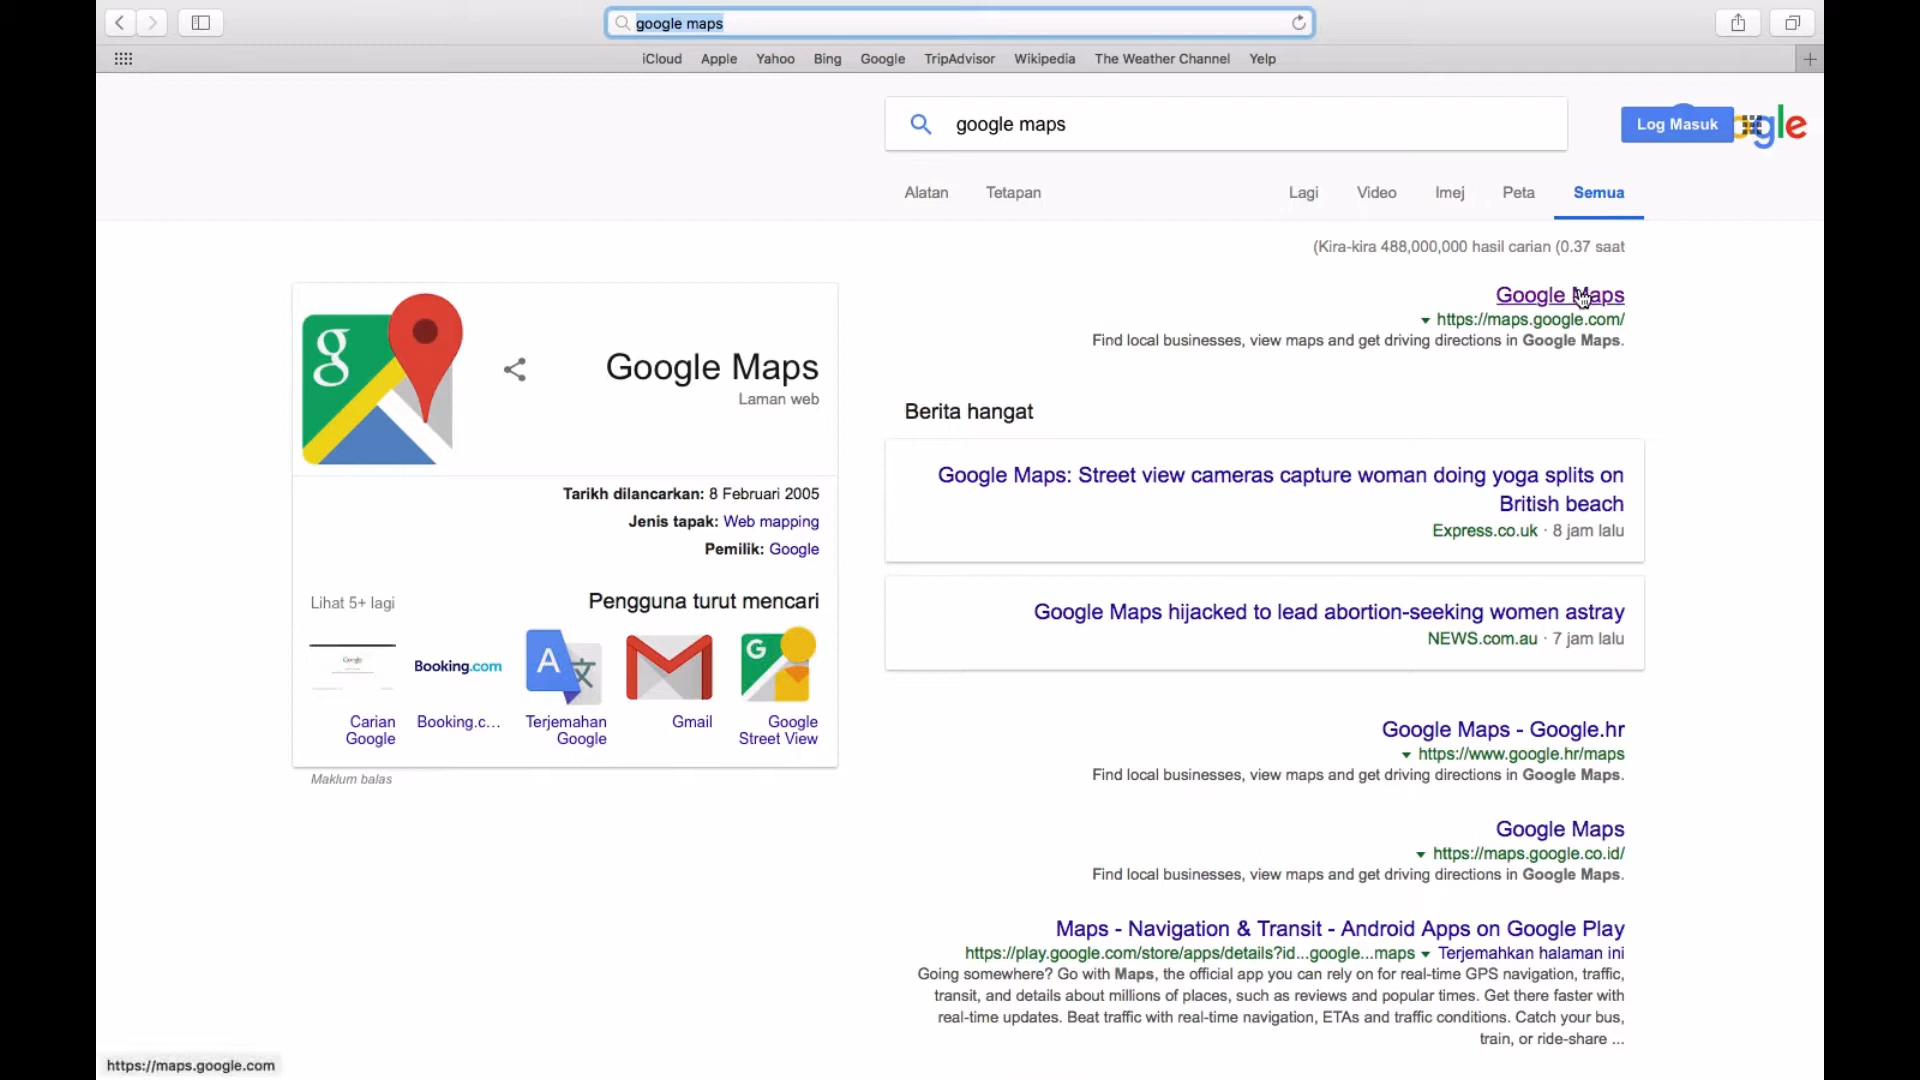 google maps
iCloud Apple Yahoo Bing Google TripAdvisor Wikipedia The Weather Channel Yelp
google maps
Log Masuk
ogle
Alatan Tetapan Lagi Video Imej Peta Semua
(Kira-kira 488,000,000 hasil carian (0.37 saat
Google Maps
https://maps.google.com/
Find local businesses, view maps and get driving directions in Google Maps.
Berita hangat
Google Maps: Street view cameras capture woman doing yoga splits on
British beach
Express.co.uk · 8 jam lalu
Google Maps hijacked to lead abortion-seeking women astray
NEWS.com.au · 7 jam lalu
Google Maps - Google.hr
https://www.google.hr/maps
Find local businesses, view maps and get driving directions in Google Maps.
Google Maps
https://maps.google.co.id/
Find local businesses, view maps and get driving directions in Google Maps.
Maps - Navigation & Transit - Android Apps on Google Play
https://play.google.com/store/apps/details?id...google...maps Terjemahkan halaman ini
Going somewhere? Go with Maps, the official app you can rely on for real-time GPS navigation, traffic,
transit, and details about millions of places, such as reviews and popular times. Get there faster with
real-time updates. Beat traffic with real-time navigation, ETAs and traffic conditions. Catch your bus,
train, or ride-share ...
g
Google Maps
Laman web
Tarikh dilancarkan: 8 Februari 2005
Jenis tapak: Web mapping
Pemilik: Google
Lihat 5+ lagi
Pengguna turut mencari
Google
Booking.com
A 文
G
Carian
Google
Booking.c...
Terjemahan
Google
Gmail
Google
Street View
Maklum balas
https://maps.google.com